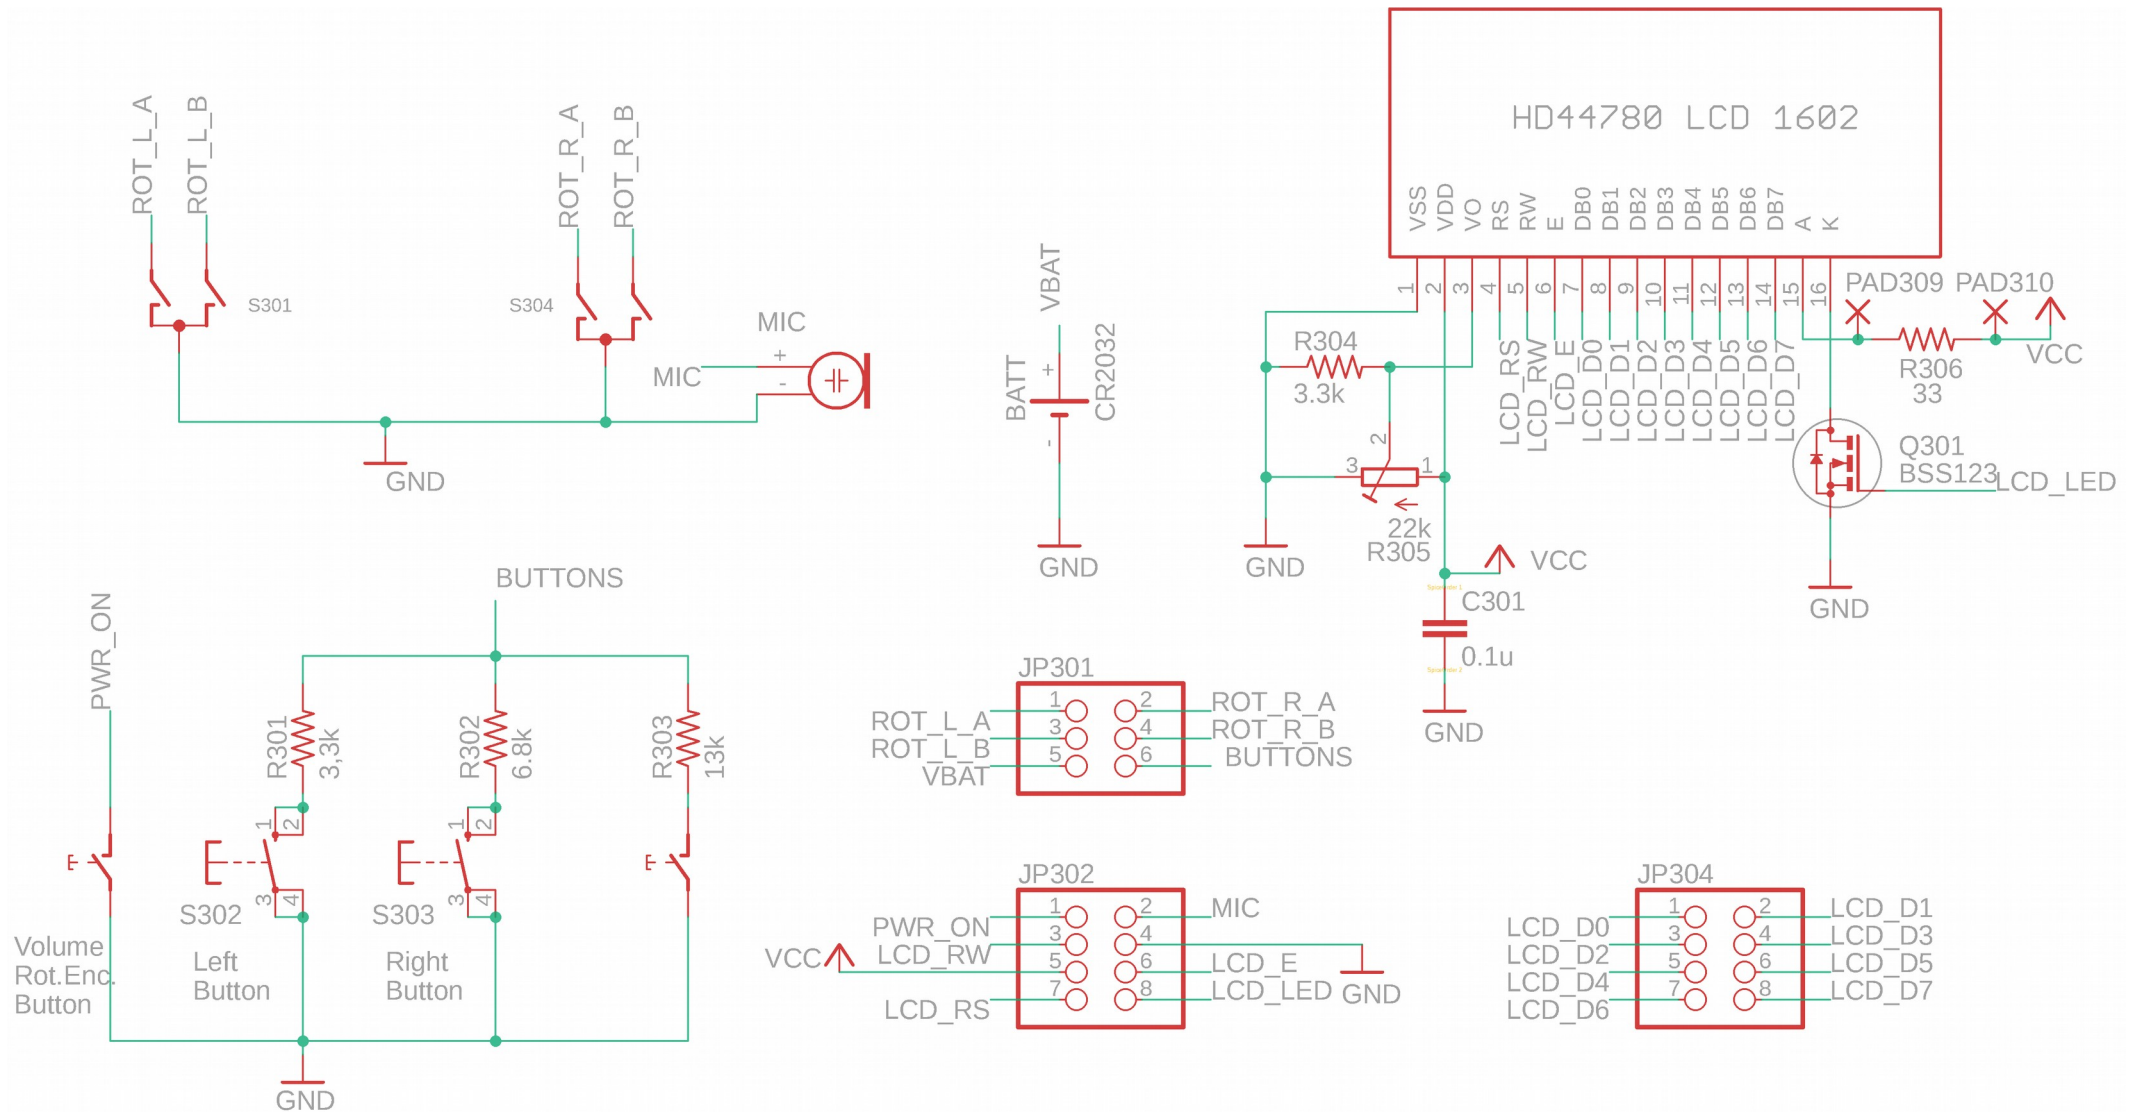 ROT_L_A
ROT_L_B
S301
ROT_R_A
ROT_R_B
S304
MIC
MIC
+
-
GND
VBAT
BATT
+
-
CR2032
GND
HD44780 LCD 1602
VSS
VDD
VO
RS
RW
E
DB0
DB1
DB2
DB3
DB4
DB5
DB6
DB7
A
K
1
2
3
4
5
6
7
8
9
10
11
12
13
14
15
16
LCD_RS
LCD_RW
LCD_E
LCD_D0
LCD_D1
LCD_D2
LCD_D3
LCD_D4
LCD_D5
LCD_D6
LCD_D7
PAD309
PAD310
VCC
R306
33
R304
3.3k
2
3
1
22k
R305
GND
VCC
C301
0.1u
GND
Q301
BSS123
LCD_LED
GND
BUTTONS
PWR_ON
R301
3,3k
R302
6.8k
R303
13k
1
2
3
4
S302
1
2
3
4
S303
Volume
Rot.Enc.
Button
Left
Button
Right
Button
GND
JP301
1
2
3
4
5
6
ROT_L_A
ROT_L_B
VBAT
ROT_R_A
ROT_R_B
BUTTONS
JP302
1
2
3
4
5
6
7
8
PWR_ON
LCD_RW
VCC
LCD_RS
MIC
LCD_E
LCD_LED
GND
JP304
1
2
3
4
5
6
7
8
LCD_D0
LCD_D2
LCD_D4
LCD_D6
LCD_D1
LCD_D3
LCD_D5
LCD_D7